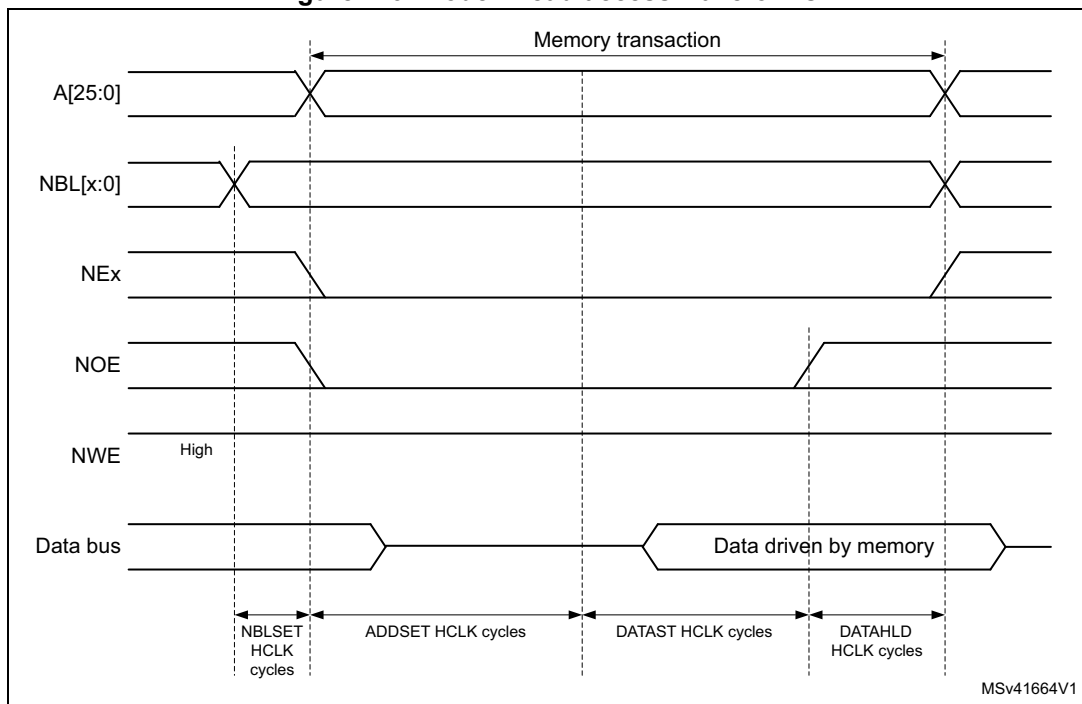 Memory transaction
A[25:0]
NBL[x:0]
NEx
NOE
NWE
High
Data bus
Data driven by memory
NBLSET
HCLK
cycles
ADDSET HCLK cycles
DATAST HCLK cycles
DATAHLD
HCLK cycles
MSv41664V1